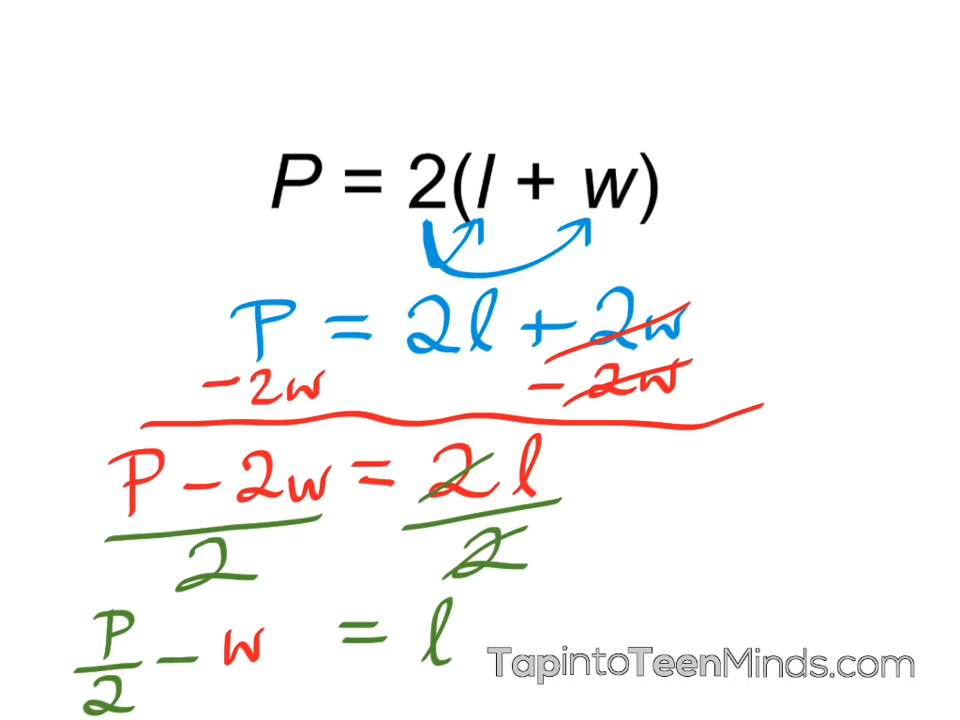 P = 2(l + w)
P = 2l + 2w
- 2w - 2w
P - 2w = 2l
2 2
P/2 - w = l
TapintoTeenMinds.com